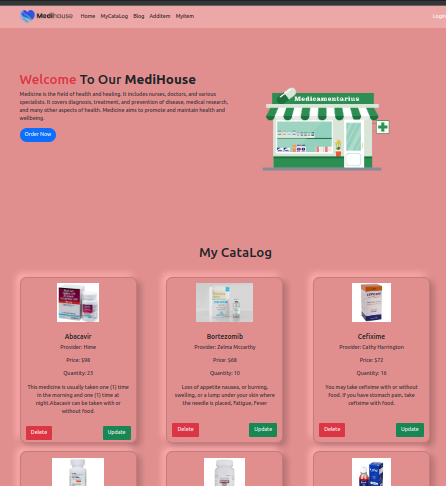 Medihouse Home MyCataLog Blog Additem Myitem Login
Welcome To Our MediHouse
Medicine is the field of health and healing. It includes nurses, doctors, and various
specialists. It covers diagnosis, treatment, and prevention of disease, medical research,
and many other aspects of health. Medicine aims to promote and maintain health and
wellbeing.
Order Now
Medicamentarius
My CataLog
Abacavir
Provider: Hime
Price: $98
Quantity: 23
This medicine is usually taken one (1) time
in the morning and one (1) time at
night.Abacavir can be taken with or
without food.
Delete Update
Bortezomib
Provider: Zelma Mccarthy
Price: $68
Quantity: 10
Loss of appetite nausea, or burning,
swelling, or a lump under your skin where
the needle is placed, Fatigue, Fever
Delete Update
Cefixime
Provider: Cathy Harrington
Price: $72
Quantity: 16
You may take cefixime with or without
food. If you have stomach pain, take
cefixime with food.
Delete Update